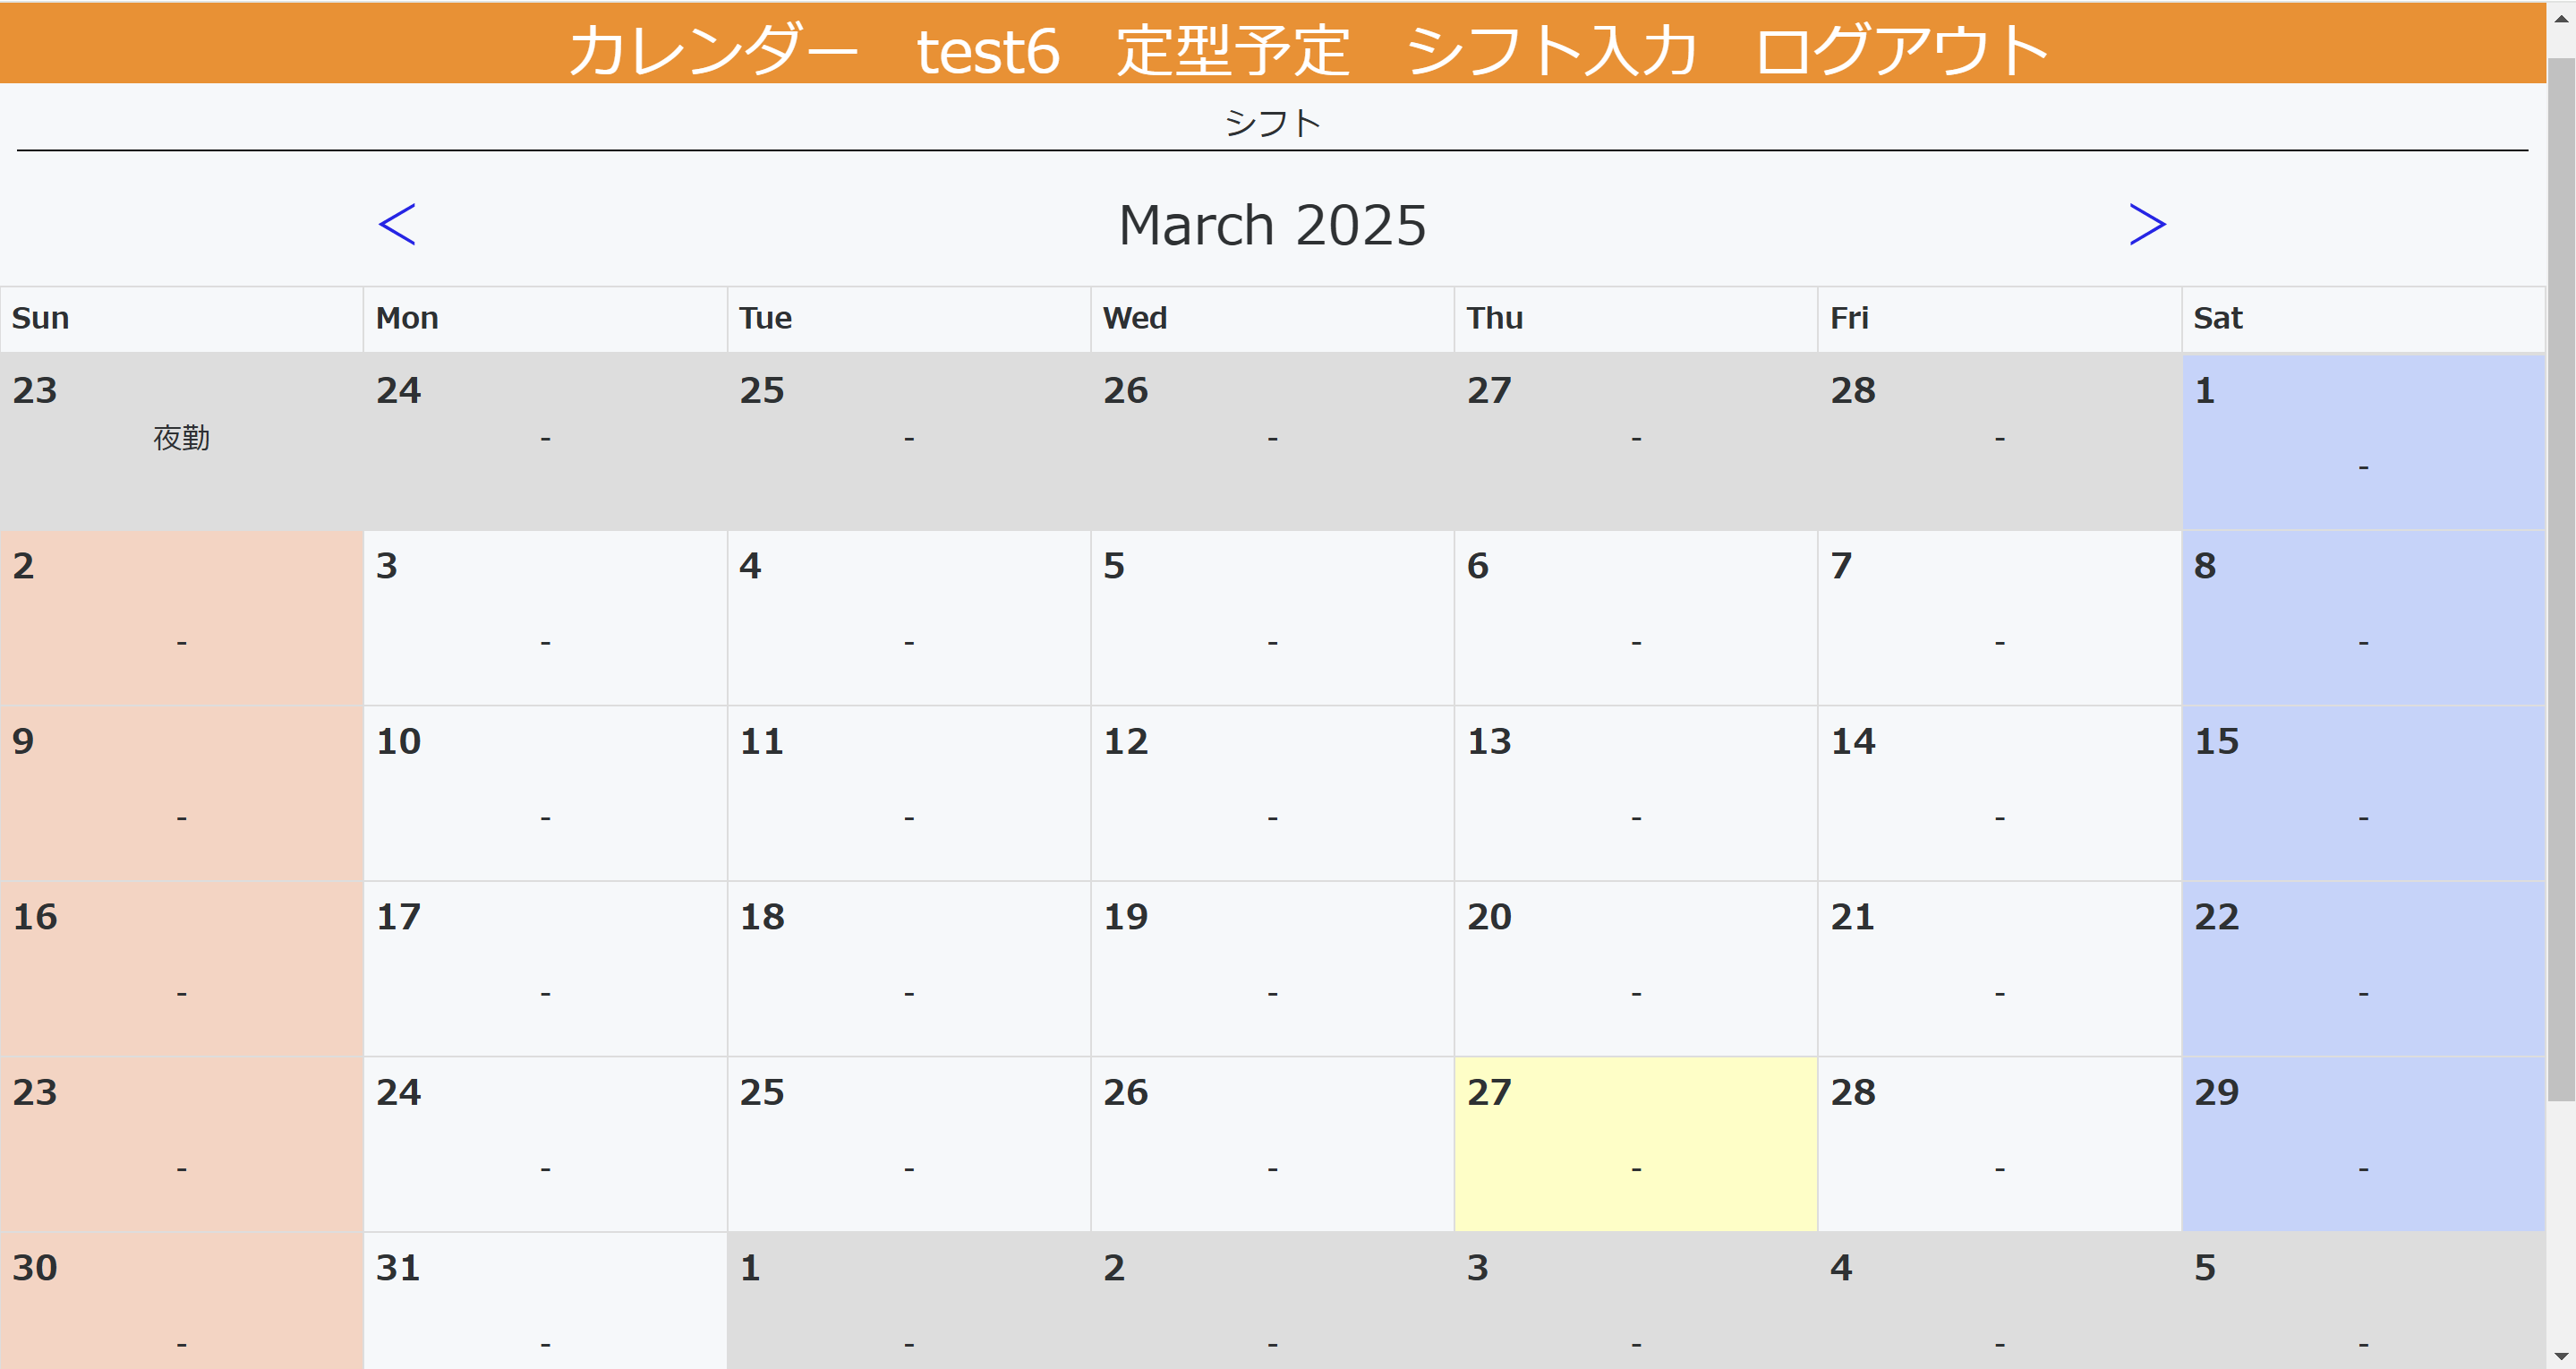 カレンダー test6 定型予定 シフト入力 ログアウト
シフト
< March 2025 >
Sun Mon Tue Wed Thu Fri Sat
23 24 25 26 27 28 1
夜勤 - - - - - -
2 3 4 5 6 7 8
- - - - - - -
9 10 11 12 13 14 15
- - - - - - -
16 17 18 19 20 21 22
- - - - - - -
23 24 25 26 27 28 29
- - - - - - -
30 31 1 2 3 4 5
- - - - - - -